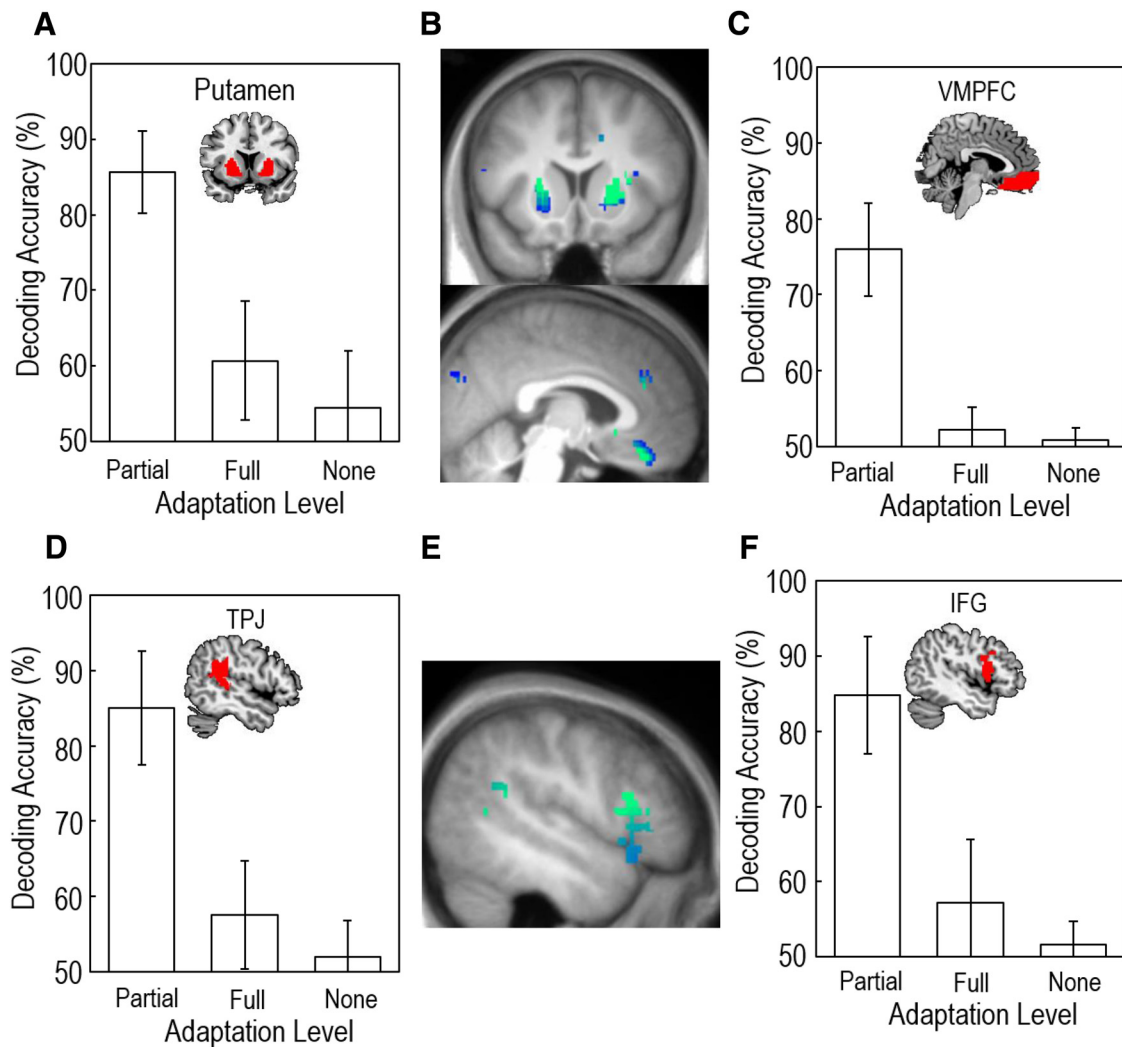 A
Putamen
Decoding Accuracy (%)
100
90
80
70
60
50
Partial Full None
Adaptation Level
B
C
VMPFC
Decoding Accuracy (%)
100
90
80
70
60
50
Partial Full None
Adaptation Level
D
TPJ
Decoding Accuracy (%)
100
90
80
70
60
50
Partial Full None
Adaptation Level
E
F
IFG
Decoding Accuracy (%)
100
90
80
70
60
50
Partial Full None
Adaptation Level